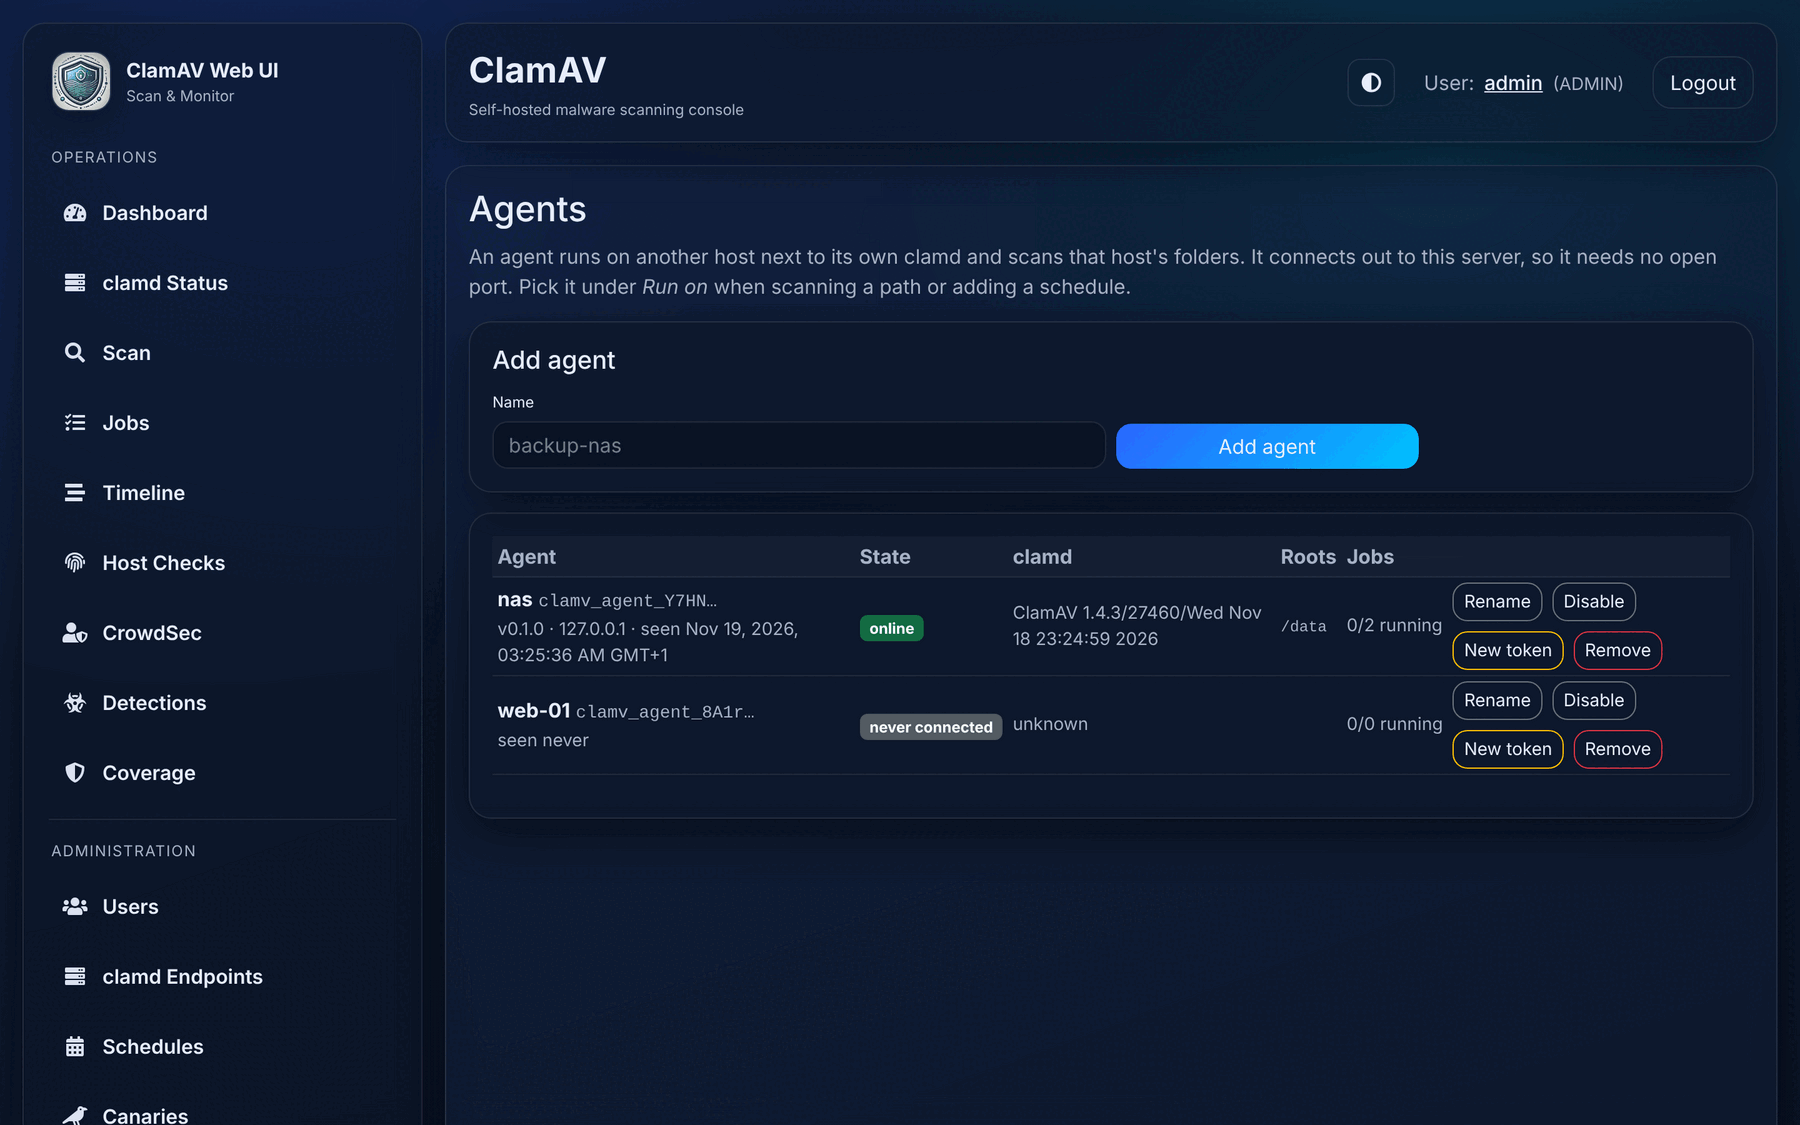 ClamAV Web UI
Scan & Monitor
OPERATIONS
Dashboard
clamd Status
Scan
Jobs
Timeline
Host Checks
CrowdSec
Detections
Coverage
ADMINISTRATION
Users
clamd Endpoints
Schedules
Canaries
ClamAV
Self-hosted malware scanning console
User: admin (ADMIN)
Logout
Agents
An agent runs on another host next to its own clamd and scans that host's folders. It connects out to this server, so it needs no open
port. Pick it under Run on when scanning a path or adding a schedule.
Add agent
Name
backup-nas
Add agent
Agent State clamd Roots Jobs
nas clamv_agent_Y7HN…
v0.1.0 · 127.0.0.1 · seen Nov 19, 2026,
03:25:36 AM GMT+1
online
ClamAV 1.4.3/27460/Wed Nov
18 23:24:59 2026
/data
0/2 running
Rename Disable
New token Remove
web-01 clamv_agent_8A1r…
seen never
never connected
unknown
0/0 running
Rename Disable
New token Remove